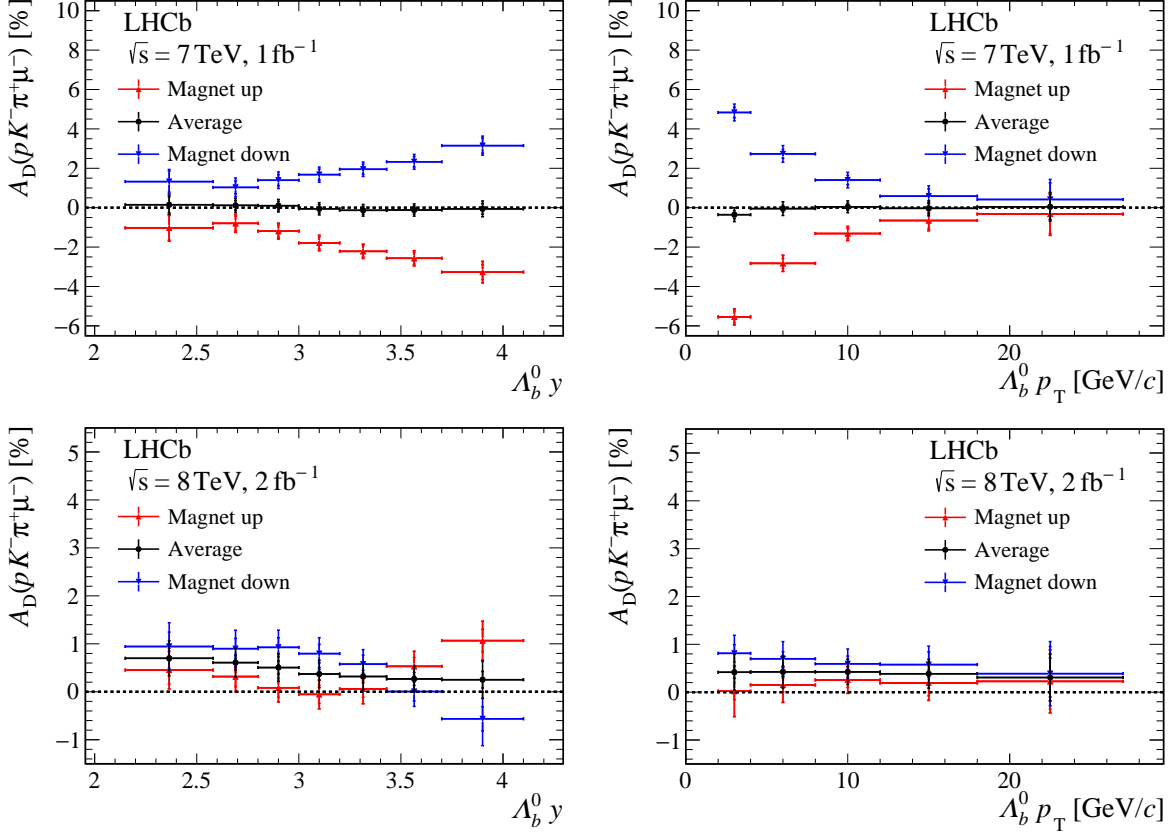 A_D(pK⁻π⁺μ⁻) [%]
LHCb
√s = 7 TeV, 1 fb⁻¹
Magnet up
Average
Magnet down
10
8
6
4
2
0
−2
−4
−6
2 2.5 3 3.5 4
Λ_b^0 y
A_D(pK⁻π⁺μ⁻) [%]
LHCb
√s = 7 TeV, 1 fb⁻¹
Magnet up
Average
Magnet down
10
8
6
4
2
0
−2
−4
−6
0 10 20
Λ_b^0 p_T [GeV/c]
A_D(pK⁻π⁺μ⁻) [%]
LHCb
√s = 8 TeV, 2 fb⁻¹
Magnet up
Average
Magnet down
5
4
3
2
1
0
−1
2 2.5 3 3.5 4
Λ_b^0 y
A_D(pK⁻π⁺μ⁻) [%]
LHCb
√s = 8 TeV, 2 fb⁻¹
Magnet up
Average
Magnet down
5
4
3
2
1
0
−1
0 10 20
Λ_b^0 p_T [GeV/c]